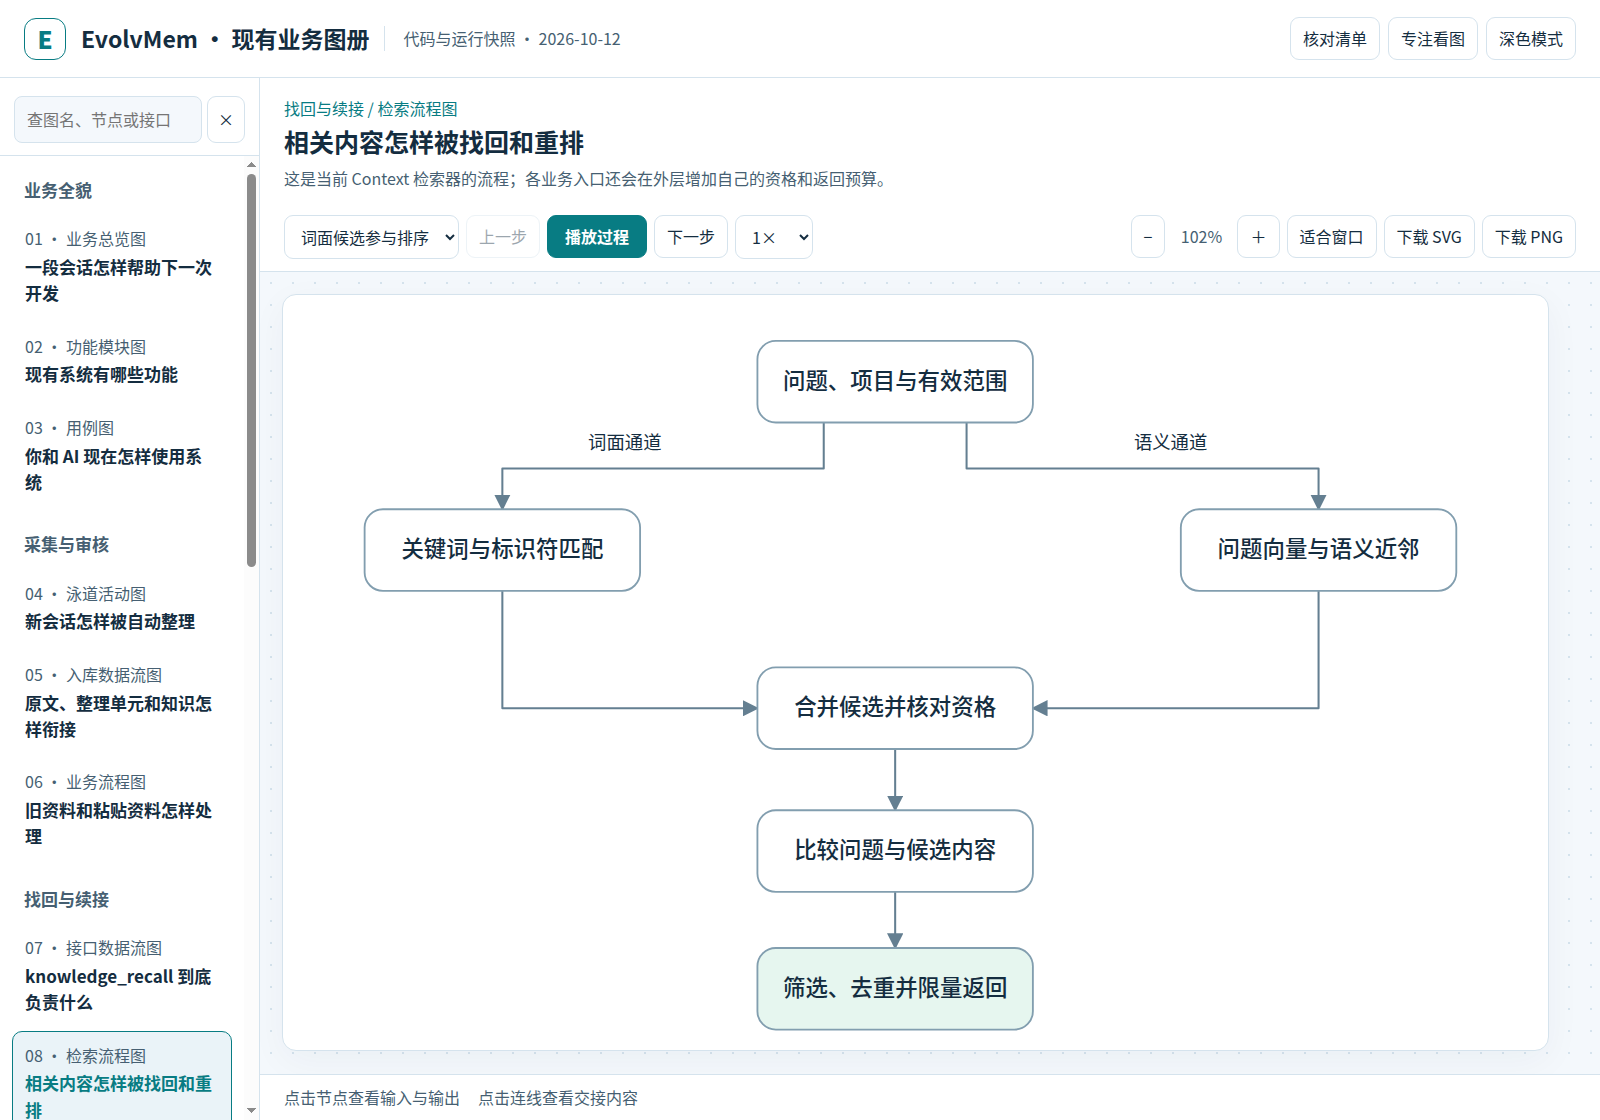 E
EvolvMem · 现有业务图册
代码与运行快照 · 2026-10-12
核对清单
专注看图
深色模式
查图名、节点或接口
×
业务全貌
01 · 业务总览图
一段会话怎样帮助下一次
开发
02 · 功能模块图
现有系统有哪些功能
03 · 用例图
你和 AI 现在怎样使用系
统
采集与审核
04 · 泳道活动图
新会话怎样被自动整理
05 · 入库数据流图
原文、整理单元和知识怎
样衔接
06 · 业务流程图
旧资料和粘贴资料怎样处
理
找回与续接
07 · 接口数据流图
knowledge_recall 到底
负责什么
08 · 检索流程图
相关内容怎样被找回和重
排
找回与续接 / 检索流程图
相关内容怎样被找回和重排
这是当前 Context 检索器的流程；各业务入口还会在外层增加自己的资格和返回预算。
词面候选参与排序
上一步
播放过程
下一步
1×
−
102%
＋
适合窗口
下载 SVG
下载 PNG
问题、项目与有效范围
词面通道
语义通道
关键词与标识符匹配
问题向量与语义近邻
合并候选并核对资格
比较问题与候选内容
筛选、去重并限量返回
点击节点查看输入与输出
点击连线查看交接内容